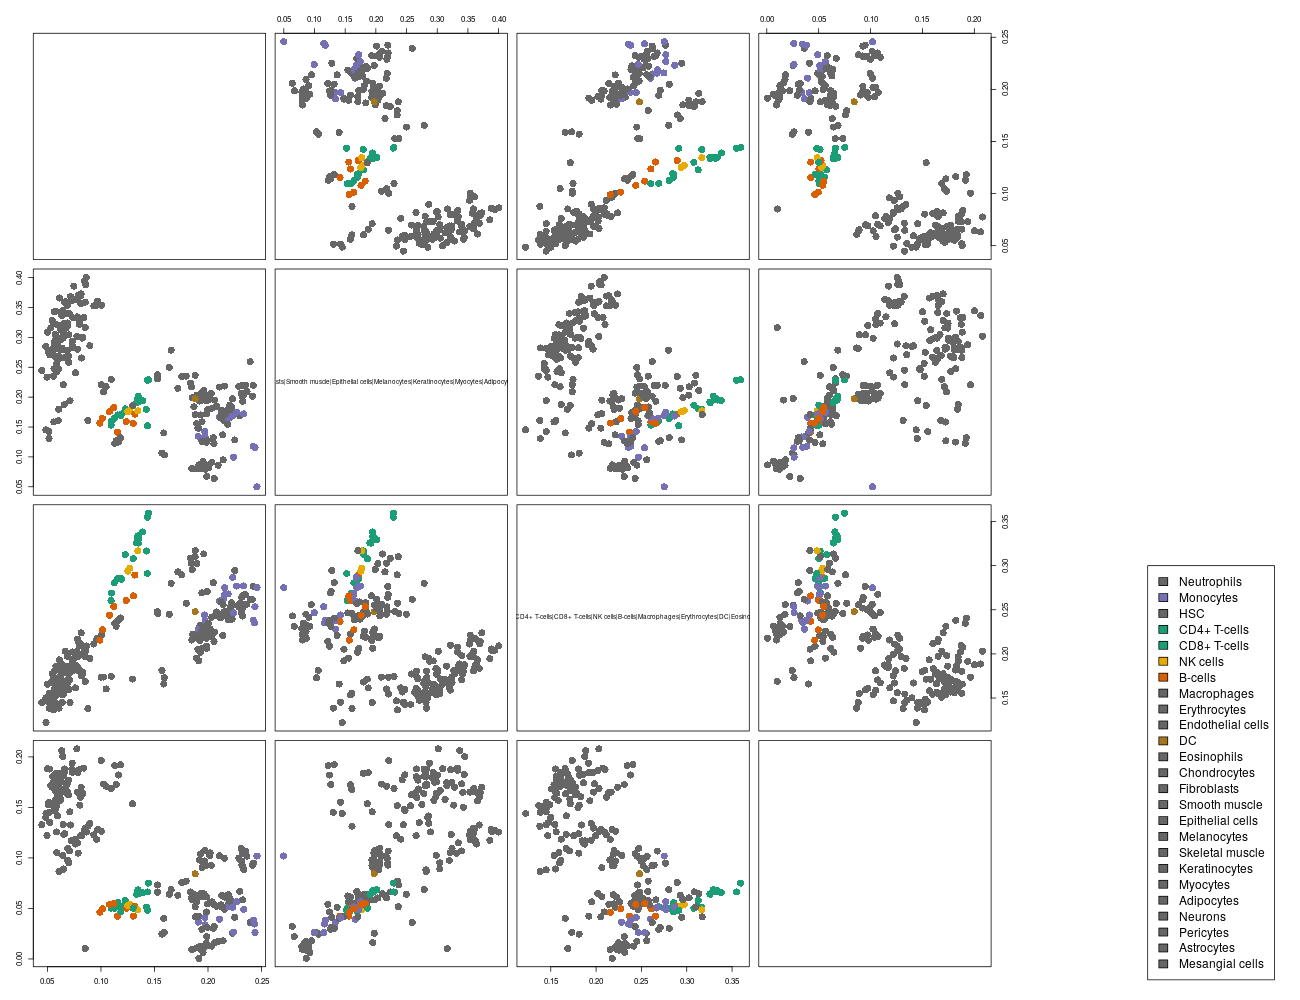 0.05 0.10 0.15 0.20 0.25 0.30 0.35 0.40
0.00 0.05 0.10 0.15 0.20
0.05 0.10 0.15 0.20 0.25
0.05 0.10 0.15 0.20 0.25 0.30 0.35 0.40
sts|Smooth muscle|Epithelial cells|Melanocytes|Keratinocytes|Myocytes|Adipocy
CD4+ T-cells|CD8+ T-cells|NK cells|B-cells|Macrophages|Erythrocytes|DC|Eosino
0.15 0.20 0.25 0.30 0.35
0.00 0.05 0.10 0.15 0.20
0.05 0.10 0.15 0.20 0.25
0.15 0.20 0.25 0.30 0.35
Neutrophils
Monocytes
HSC
CD4+ T-cells
CD8+ T-cells
NK cells
B-cells
Macrophages
Erythrocytes
Endothelial cells
DC
Eosinophils
Chondrocytes
Fibroblasts
Smooth muscle
Epithelial cells
Melanocytes
Skeletal muscle
Keratinocytes
Myocytes
Adipocytes
Neurons
Pericytes
Astrocytes
Mesangial cells